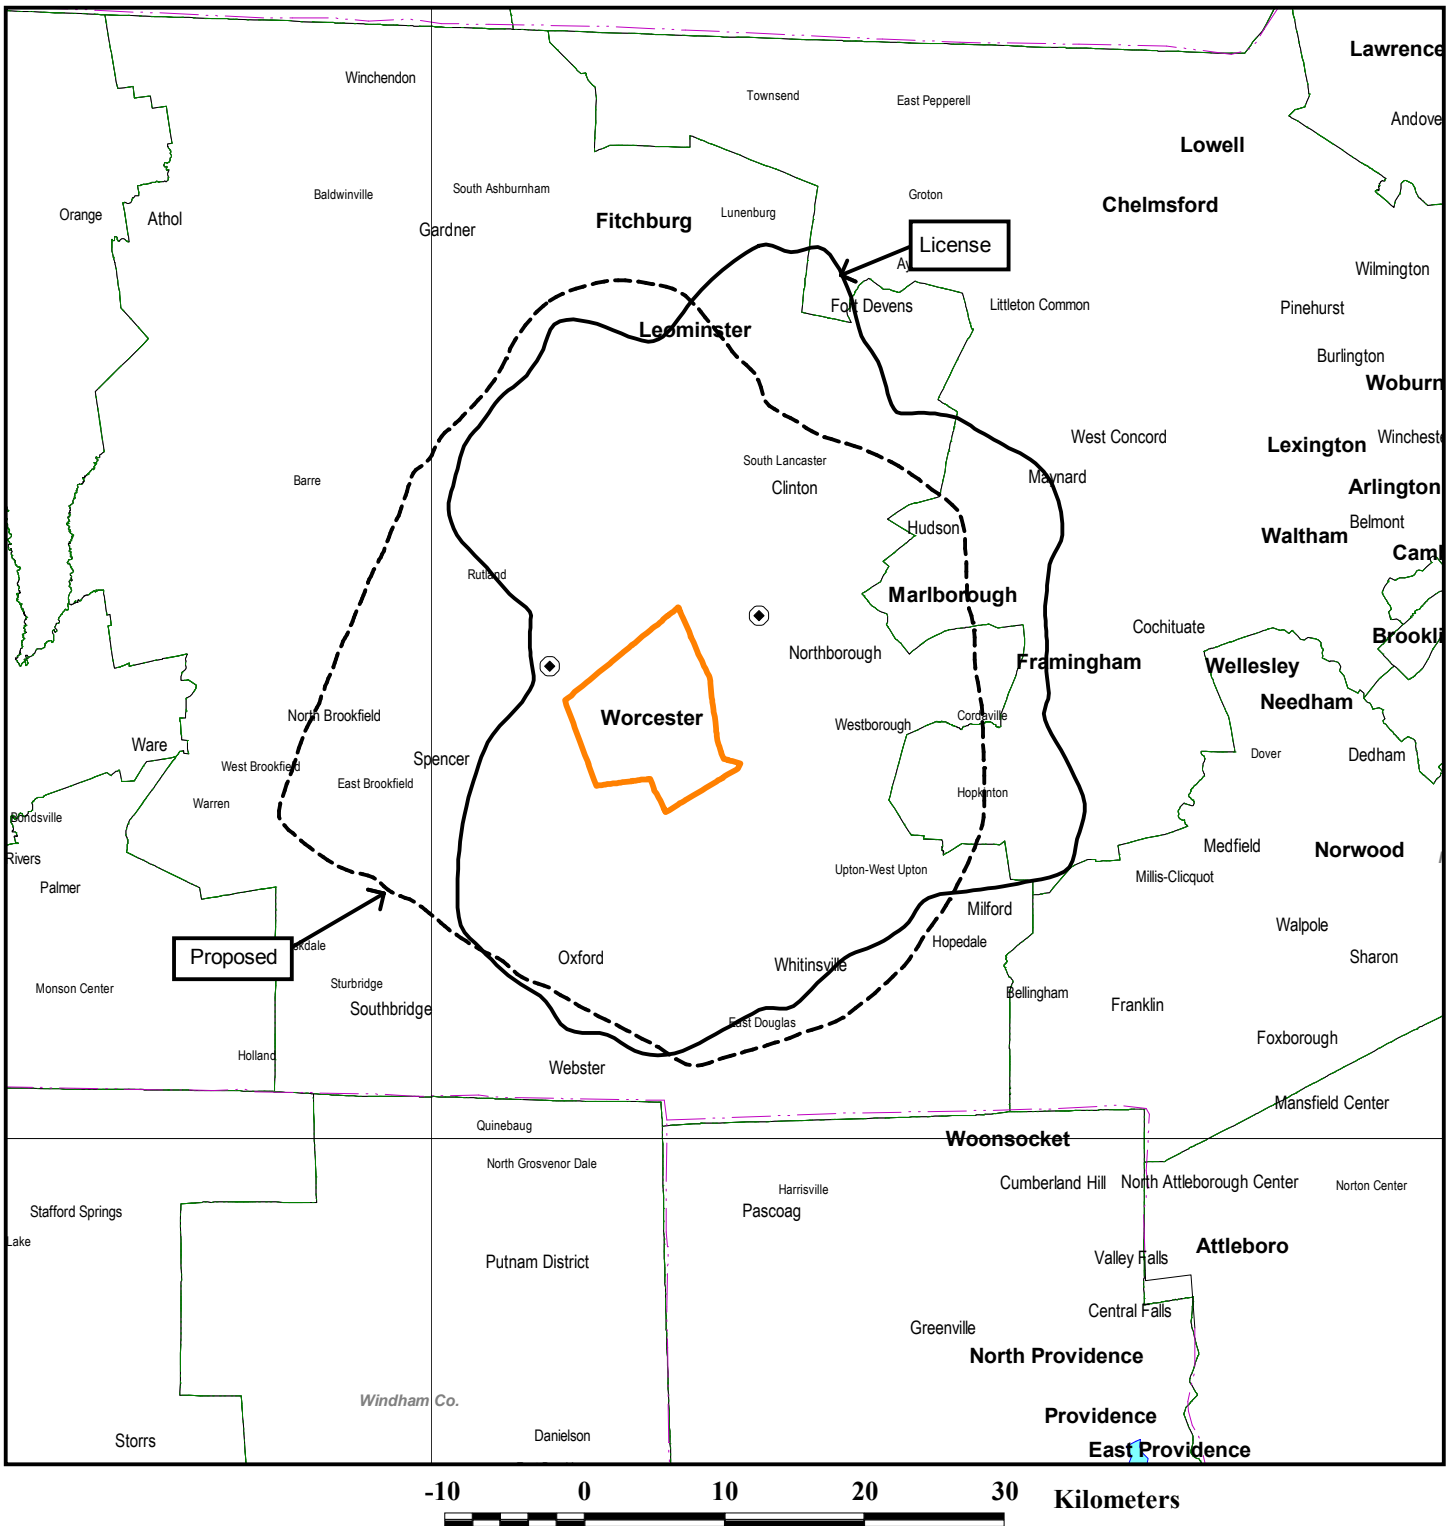 Lawrence
Winchendon
Townsend
East Pepperell
Andove
Lowell
Baldwinville
South Ashburnham
Groton
Chelmsford
Orange
Athol
Fitchburg
Lunenburg
Gardner
License
Ay
Wilmington
Fort Devens
Littleton Common
Pinehurst
Leominster
Burlington
Woburn
West Concord
Lexington
Wincheste
South Lancaster
Barre
Clinton
Maynard
Arlington
Hudson
Waltham
Belmont
Caml
Rutland
Marlborough
Cochituate
Brookli
Northborough
Framingham
Wellesley
Needham
North Brookfield
Worcester
Westborough
Cordaville
Ware
Spencer
Dover
Dedham
West Brookfield
East Brookfield
Hopkinton
Warren
Bondsville
Medfield
Norwood
Rivers
Upton-West Upton
Millis-Clicquot
Palmer
Milford
Walpole
Hopedale
skdale
Proposed
Oxford
Whitinsville
Sharon
Sturbridge
Monson Center
Bellingham
Southbridge
Franklin
East Douglas
Foxborough
Holland
Webster
Mansfield Center
Quinebaug
Woonsocket
North Grosvenor Dale
Cumberland Hill
North Attleborough Center
Norton Center
Harrisville
Stafford Springs
Pascoag
Lake
Attleboro
Valley Falls
Putnam District
Central Falls
Greenville
North Providence
Windham Co.
Providence
Danielson
Storrs
East Providence
-10 0 10 20 30 Kilometers